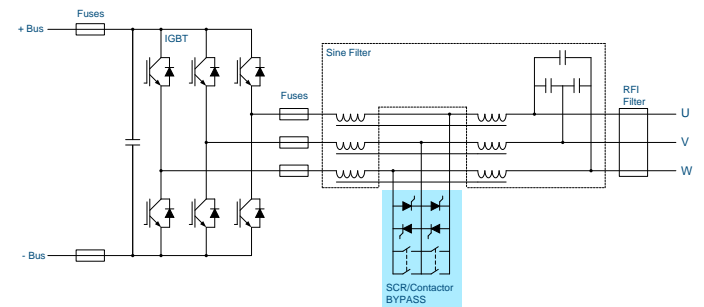 Fuses
+ Bus
IGBT
Sine Filter
Fuses
RFI
Filter
U
V
W
- Bus
SCR/Contactor
BYPASS